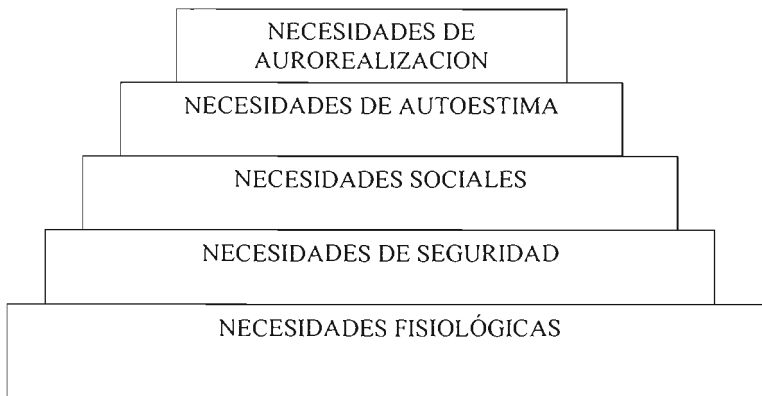 NECESIDADES DE
AUROREALIZACION
NECESIDADES DE AUTOESTIMA
NECESIDADES SOCIALES
NECESIDADES DE SEGURIDAD
NECESIDADES FISIOLÓGICAS